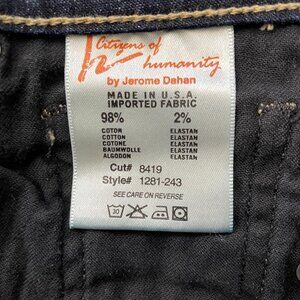 Citizens of
humanity
by Jerome Dahan
MADE IN U.S.A.
IMPORTED FABRIC
98% 2%
COTON ELASTAN
COTTON ELASTAN
COTONE ELASTAN
BAUMWOLLE ELASTAN
ALGODON ELASTAN
Cut# 8419
Style# 1281-243
SEE CARE ON REVERSE
30